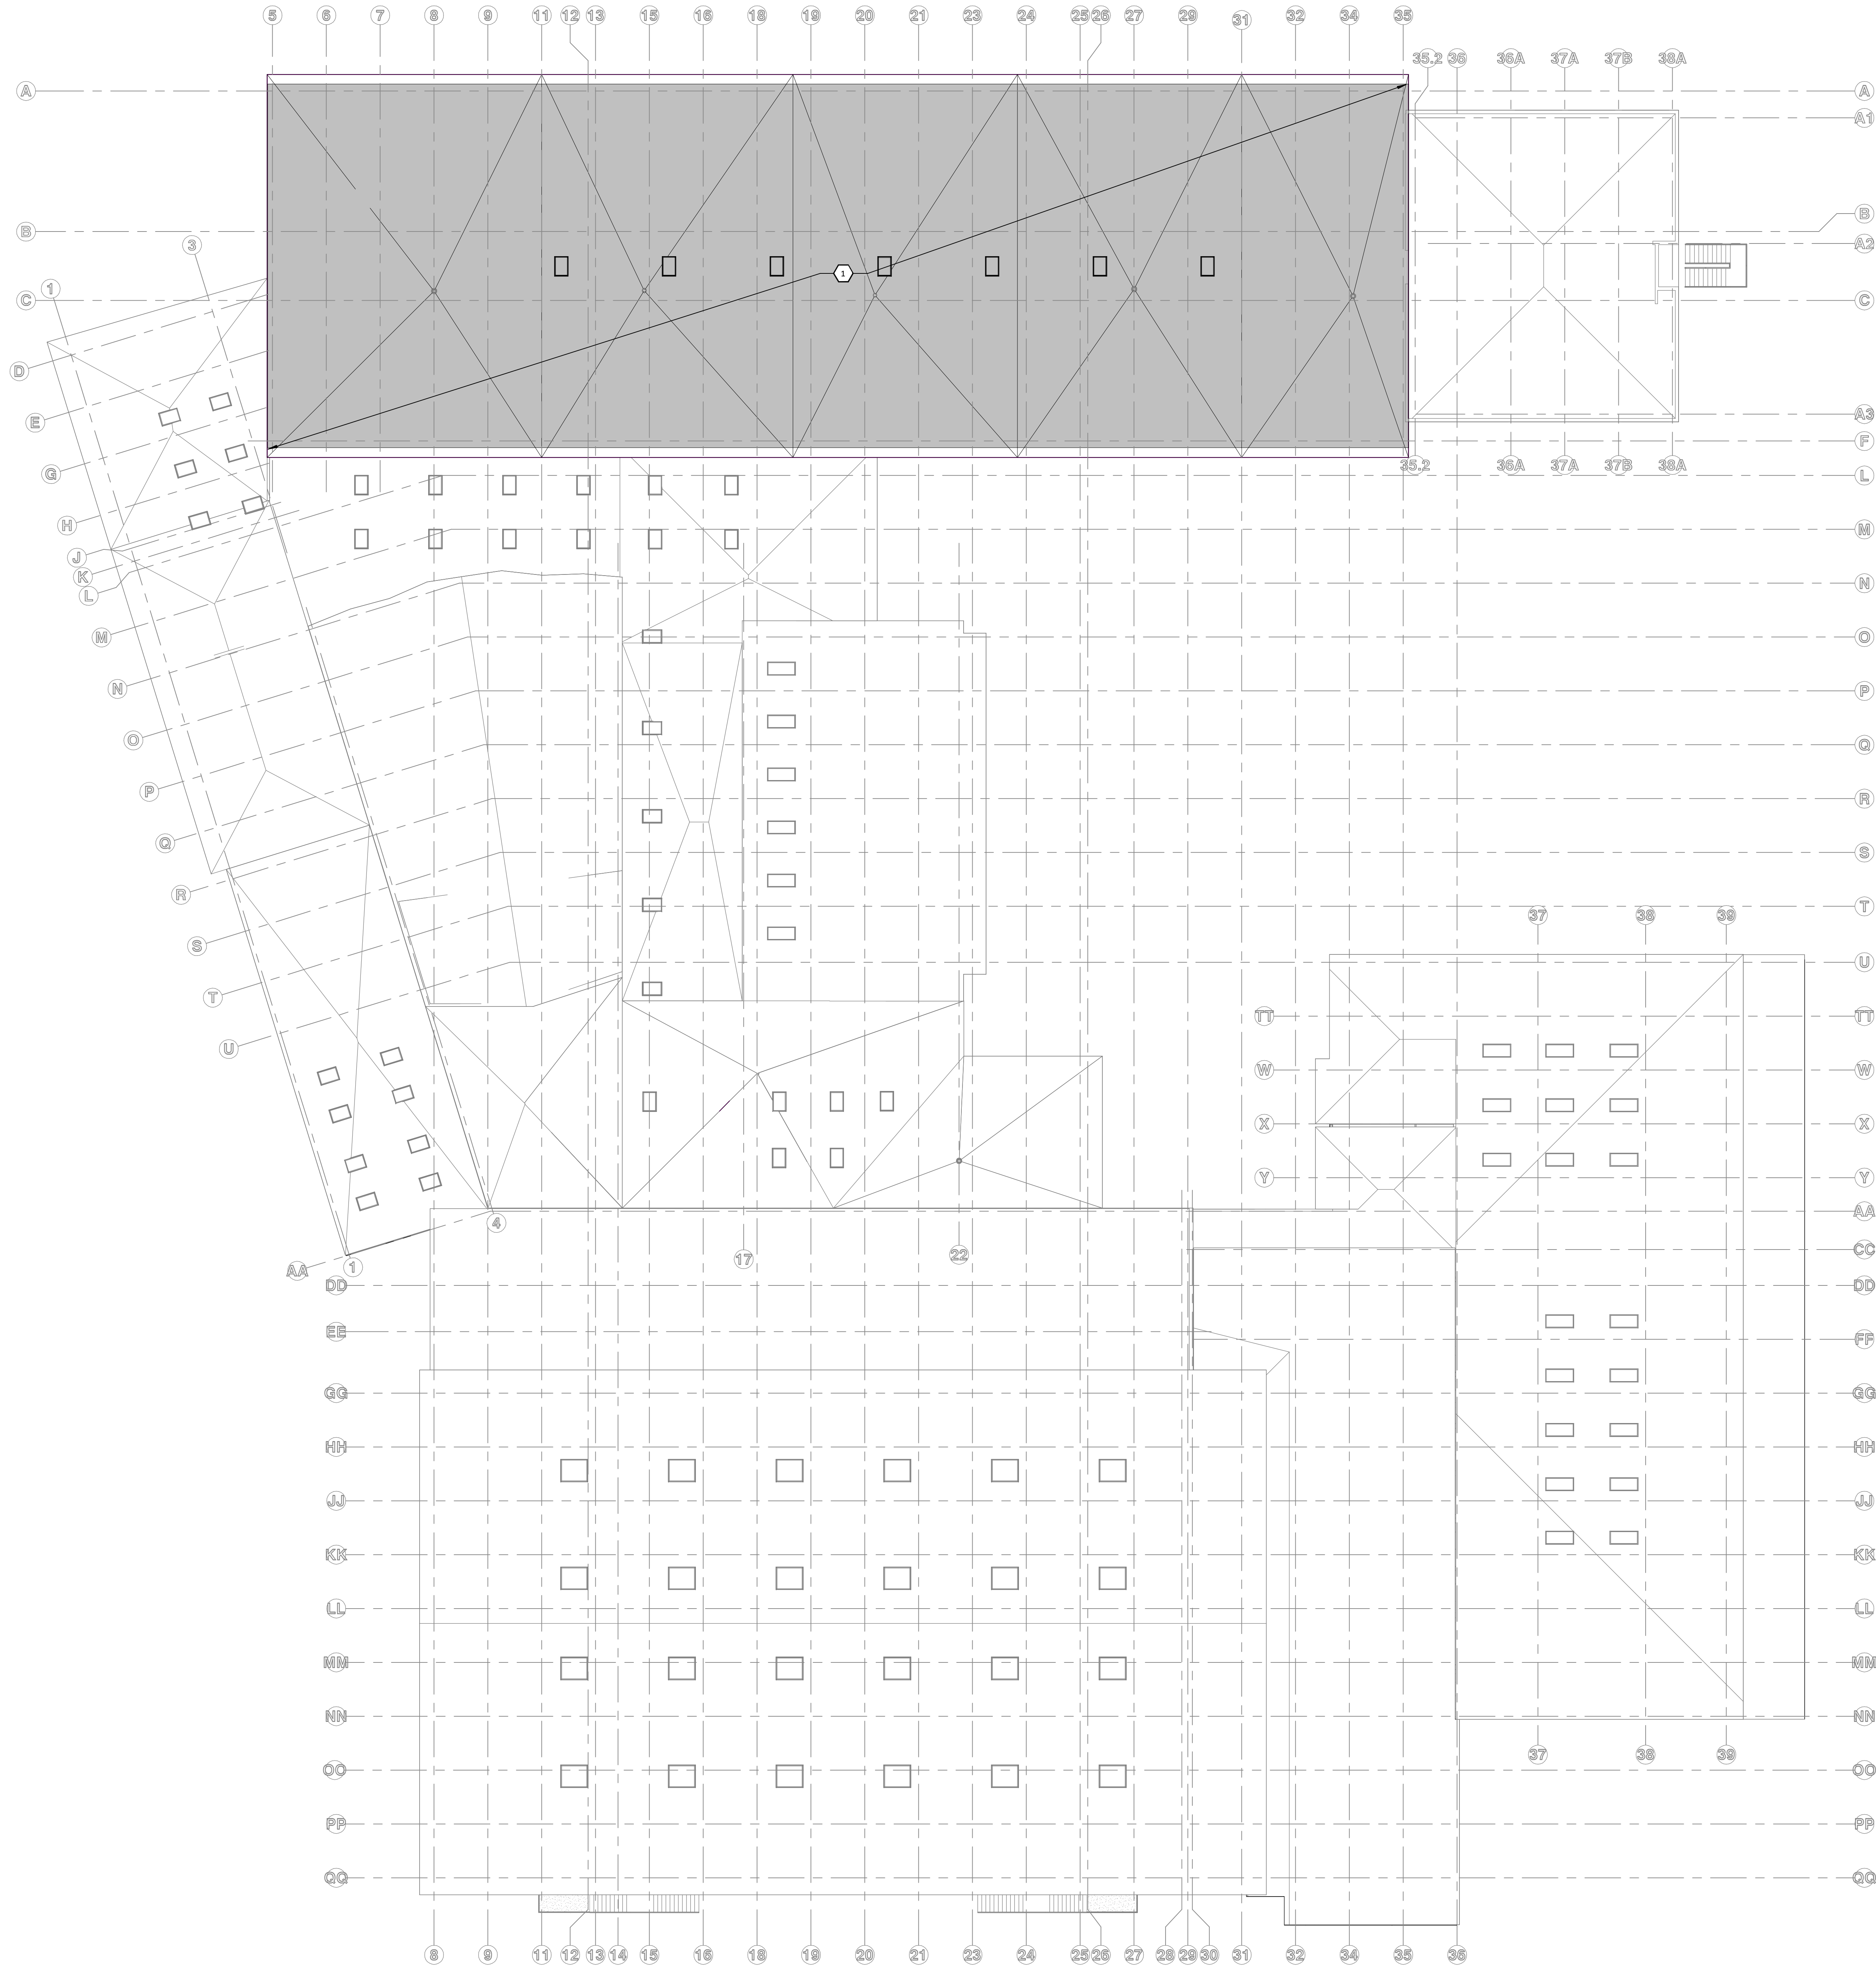 5 6 7 8 9 11 12 13 15 16 18 19 20 21 23 24 25 26 27 29 31 32 34 35
35.2 36 36A 37A 37B 38A
A A
A1
B B
3 A2
1
C C
D
1
A3
E
F
35.2 36A 37A 37B 38A
G L
H M
J
K N
L
M O
N P
O Q
P R
Q S
R T
37 38 39
S U
T TT TT
U W W
X X
Y Y
4 AA
17 22 CC
AA 1
DD DD
EE FF
GG GG
HH HH
JJ JJ
KK KK
LL LL
MM MM
NN NN
37 38 39
OO OO
PP PP
QQ QQ
8 9 11 12 13 14 15 16 18 19 20 21 23 24 25 26 27 28 29 30 31 32 34 35 36